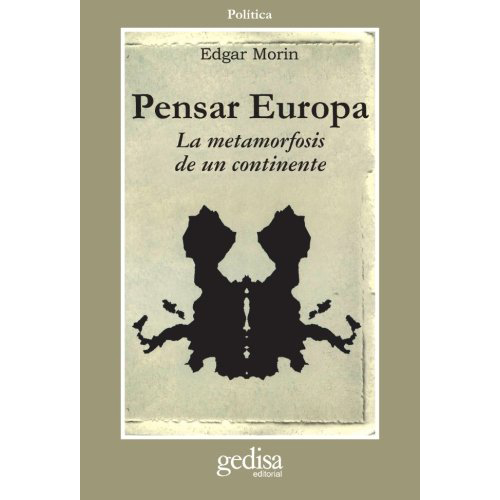 Política
Edgar Morin
Pensar Europa
La metamorfosis
de un continente
gedisa
editorial